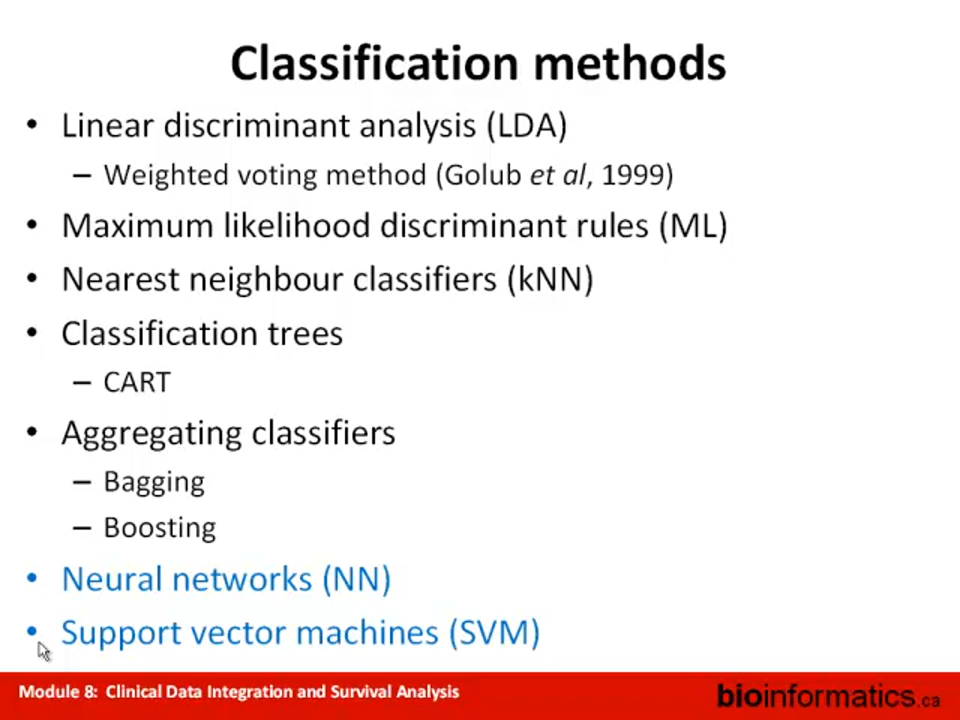 Classification methods
• Linear discriminant analysis (LDA)
– Weighted voting method (Golub et al, 1999)
• Maximum likelihood discriminant rules (ML)
• Nearest neighbour classifiers (kNN)
• Classification trees
– CART
• Aggregating classifiers
– Bagging
– Boosting
• Neural networks (NN)
• Support vector machines (SVM)
Module 8: Clinical Data Integration and Survival Analysis
bioinformatics.ca